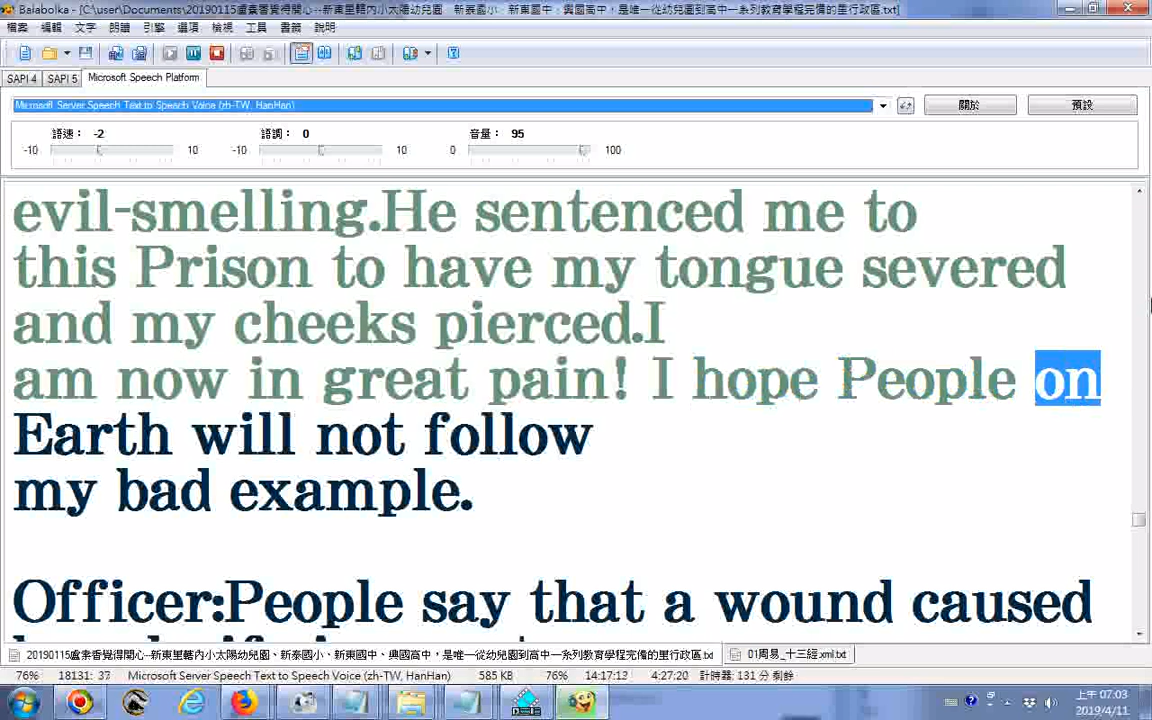 Balabolka - [C:\user\Documents\20190115盧素香覺得開心--新東里轄內小太陽幼兒園、新泰國小、新東國中、興國高中，是唯一從幼兒園到高中一系列教育學程完備的里行政區.txt]
檔案 編輯 文字 朗讀 引擎 選項 檢視 工具 書籤 說明
SAPI 4 SAPI 5 Microsoft Speech Platform
Microsoft Server Speech Text to Speech Voice (zh-TW, HanHan) 關於 預設
語速： -2 語調： 0 音量： 95
-10 10 -10 10 0 100
evil-smelling.He sentenced me to
this Prison to have my tongue severed
and my cheeks pierced.I
am now in great pain! I hope People on
Earth will not follow
my bad example.
Officer:People say that a wound caused
20190115盧素香覺得開心--新東里轄內小太陽幼兒園、新泰國小、新東國中、興國高中，是唯一從幼兒園到高中一系列教育學程完備的里行政區.txt 01周易_十三經.xml.txt
76% 18131: 37 Microsoft Server Speech Text to Speech Voice (zh-TW, HanHan) 585 KB 76% 14:17:13 4:27:20 計時器: 131 分 剩餘
上午 07:03
2019/4/11